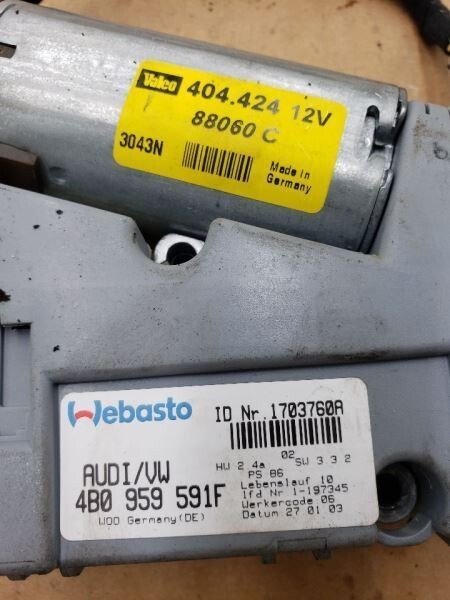 Valeo 404.424 12V
88060 C
3043N
Made in
Germany
Webasto
ID Nr. 1703760A
AUDI/VW
4B0 959 591F
WOO Germany(DE)
02
HW 2 4a SW 3 3 2
PS 86
Lebenslauf 10
lfd Nr 1-197345
Werkercode 06
Datum 27 01 03